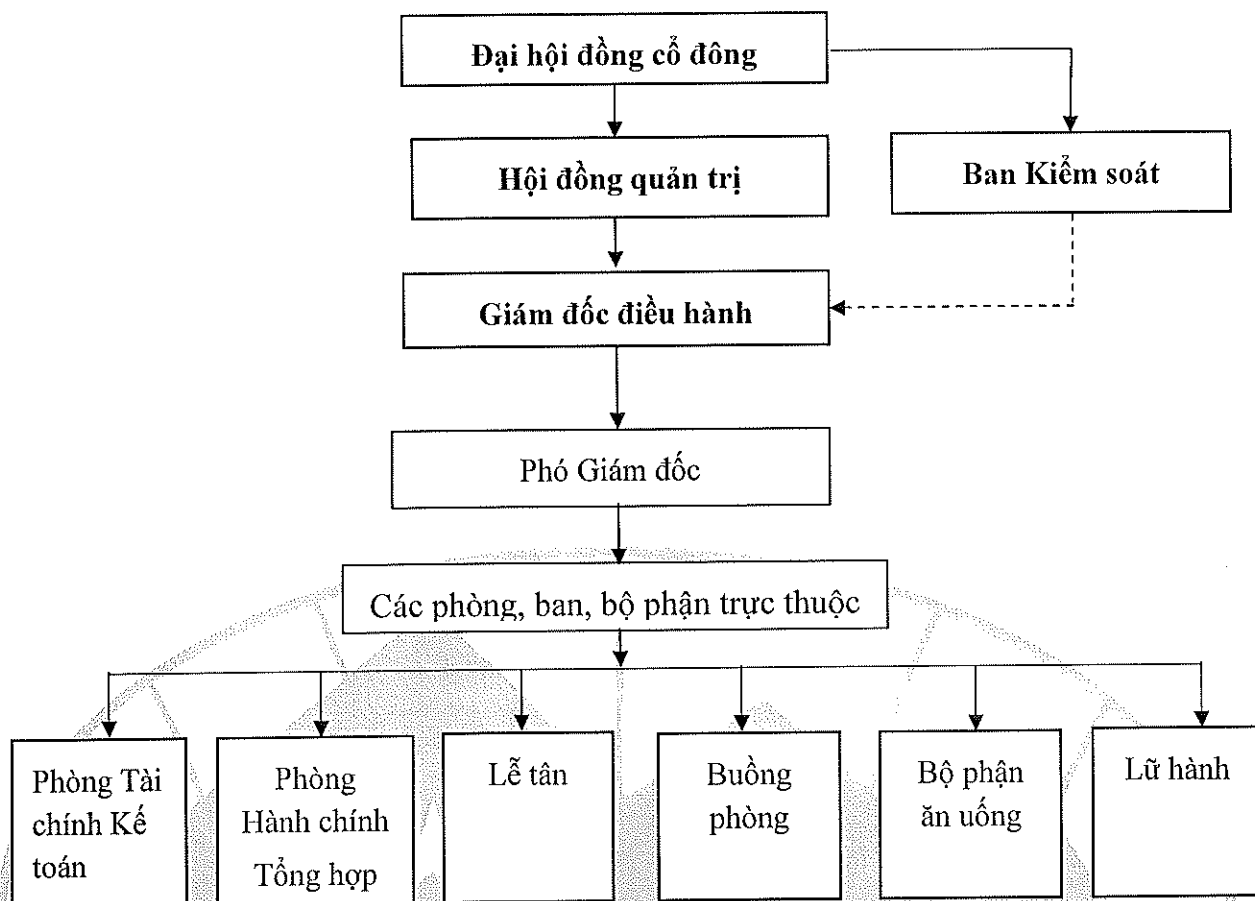 Đại hội đồng cổ đông
Hội đồng quản trị
Ban Kiểm soát
Giám đốc điều hành
Phó Giám đốc
Các phòng, ban, bộ phận trực thuộc
Phòng Tài
chính Kế
toán
Phòng
Hành chính
Tổng hợp
Lễ tân
Buồng
phòng
Bộ phận
ăn uống
Lữ hành